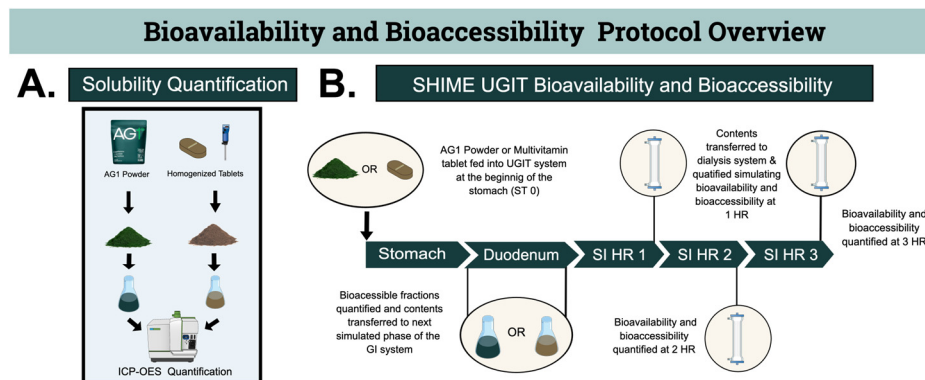 Bioavailability and Bioaccessibility Protocol Overview
A.
Solubility Quantification
AG1
AG1 Powder
Homogenized Tablets
ICP-OES Quantification
B.
SHIME UGIT Bioavailability and Bioaccessibility
OR
AG1 Powder or Multivitamin
tablet fed into UGIT system
at the beginnig of the
stomach (ST 0)
Contents
transferred to
dialysis system &
quatified simulating
bioavailability and
bioaccessibility at
1 HR
Bioavailability and
bioaccessibility
quantified at 3 HR
Stomach
Duodenum
SI HR 1
SI HR 2
SI HR 3
Bioacessible fractions
quantified and contents
transferred to next
simulated phase of the
GI system
OR
Bioavailability and
bioaccessibility
quantified at 2 HR